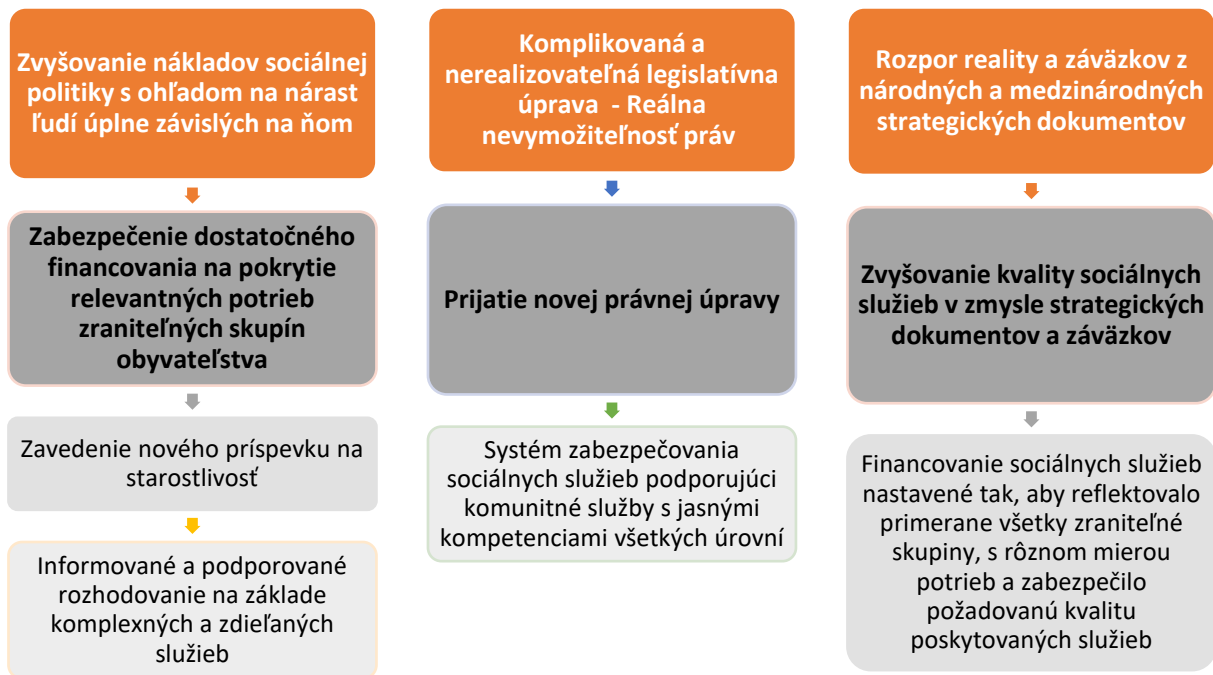 Zvyšovanie nákladov sociálnej
politiky s ohľadom na nárast
ľudí úplne závislých na ňom
Zabezpečenie dostatočného
financovania na pokrytie
relevantných potrieb
zraniteľných skupín
obyvateľstva
Zavedenie nového príspevku na
starostlivosť
Informované a podporované
rozhodovanie na základe
komplexných a zdieľaných
služieb
Komplikovaná a
nerealizovateľná legislatívna
úprava - Reálna
nevymožiteľnosť práv
Prijatie novej právnej úpravy
Systém zabezpečovania
sociálnych služieb podporujúci
komunitné služby s jasnými
kompetenciami všetkých úrovní
Rozpor reality a záväzkov z
národných a medzinárodných
strategických dokumentov
Zvyšovanie kvality sociálnych
služieb v zmysle strategických
dokumentov a záväzkov
Financovanie sociálnych služieb
nastavené tak, aby reflektovalo
primerane všetky zraniteľné
skupiny, s rôznom mierou
potrieb a zabezpečilo
požadovanú kvalitu
poskytovaných služieb